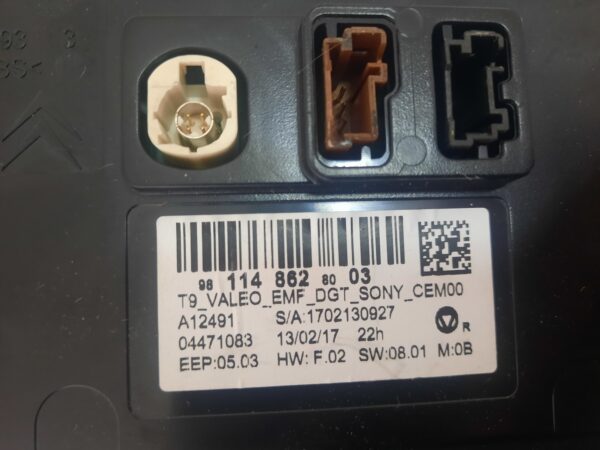 98 114 862 80 03
T9_VALEO_EMF_DGT_SONY_CEM00
A12491 S/A:1702130927
04471083 13/02/17 22h R
EEP:05.03 HW:F.02 SW:08.01 M:0B